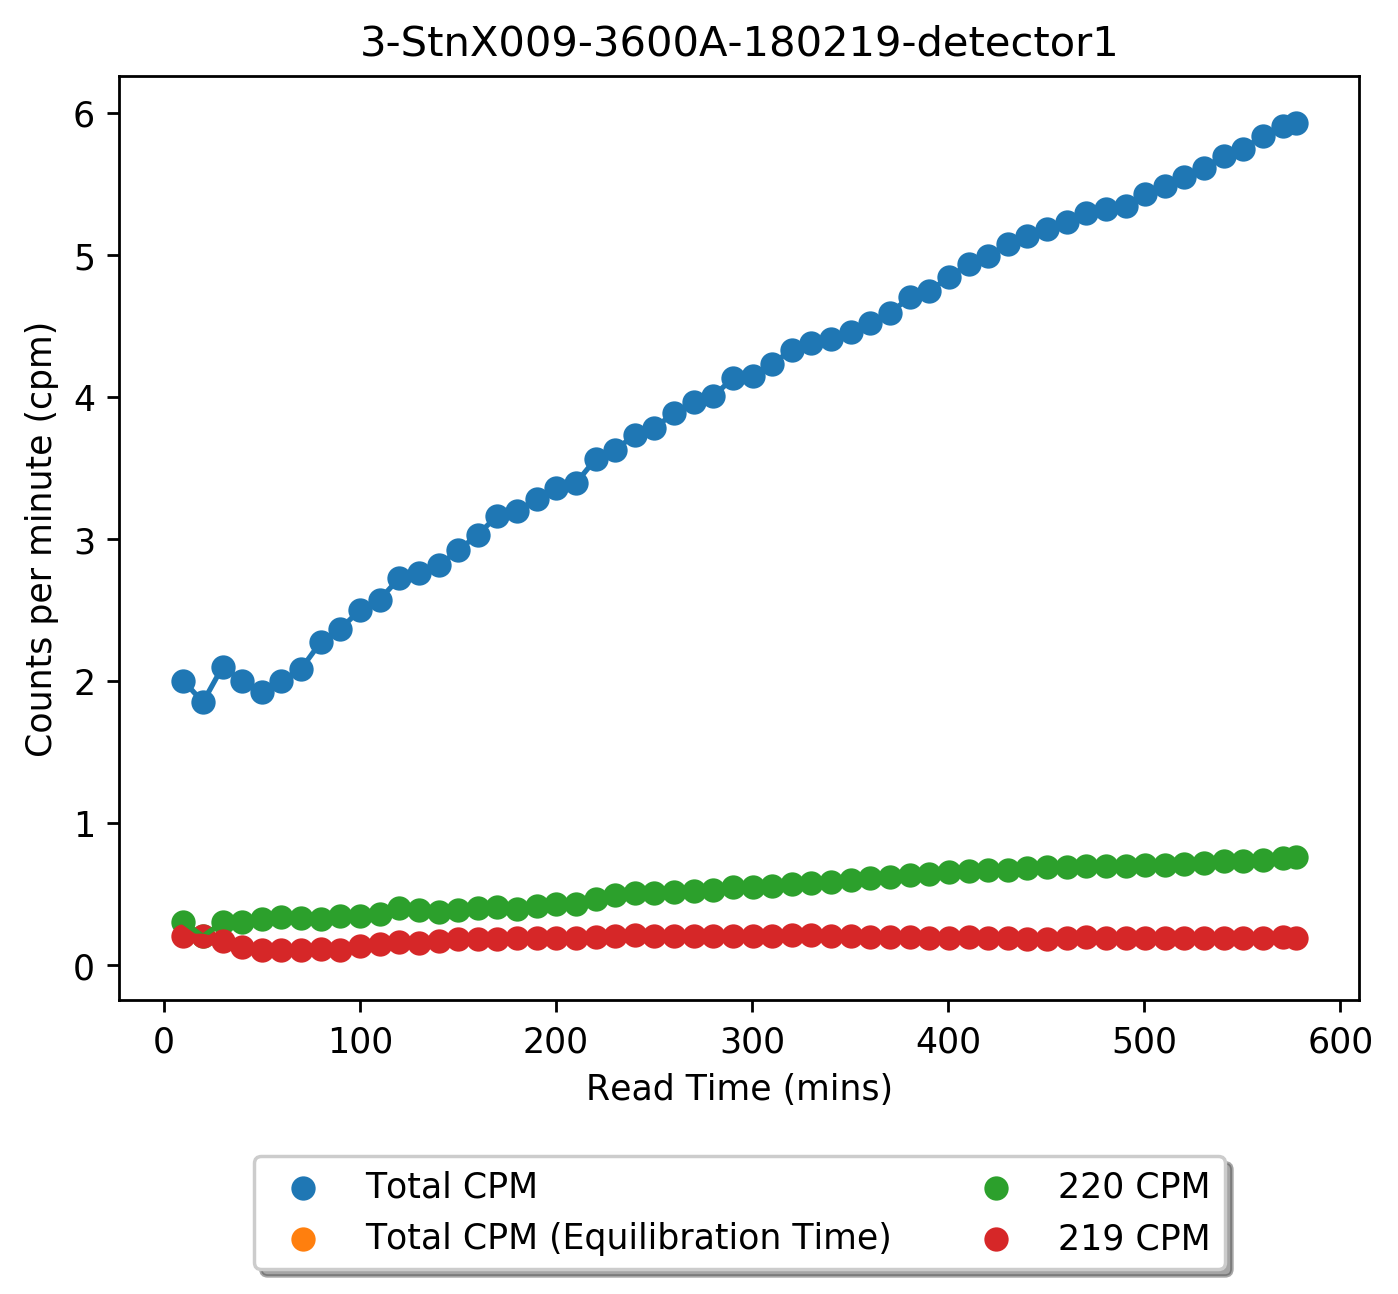 3-StnX009-3600A-180219-detector1
6
5
4
3
2
1
0
Counts per minute (cpm)
0 100 200 300 400 500 600
Read Time (mins)
Total CPM
Total CPM (Equilibration Time)
220 CPM
219 CPM